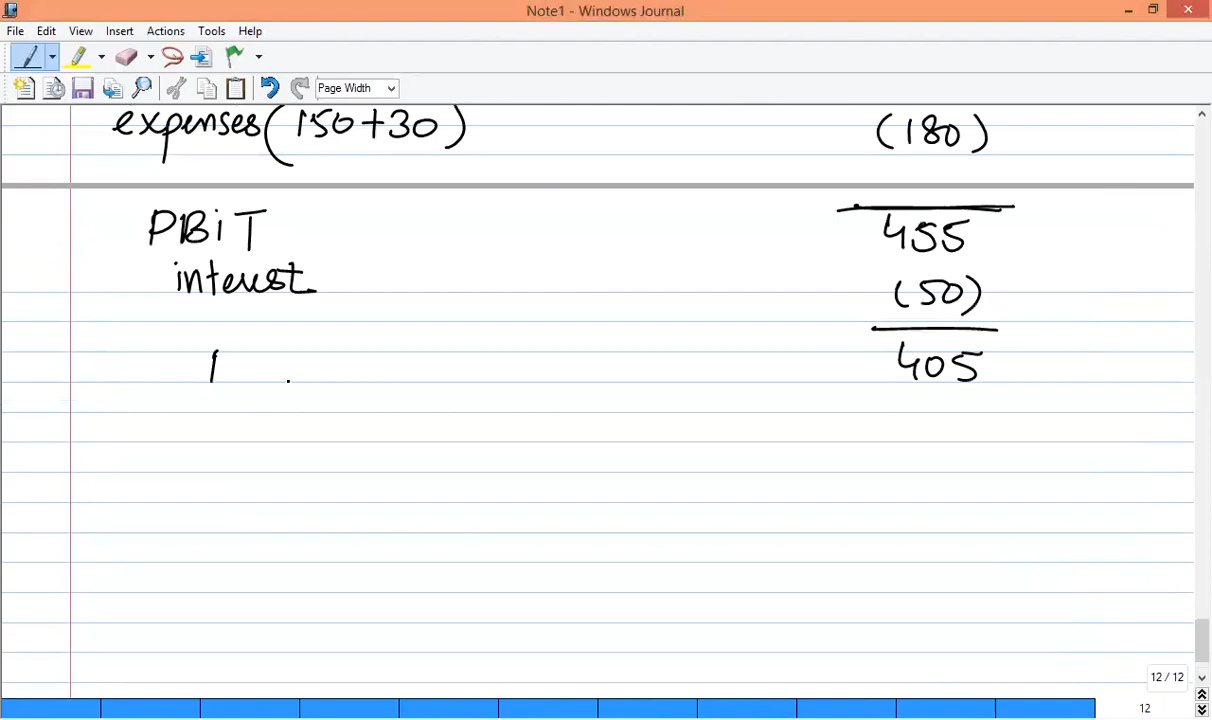 Note1 - Windows Journal
File Edit View Insert Actions Tools Help
Page Width
expenses (150+30) (180)
PBiT 455
interest (50)
405
12 / 12
12